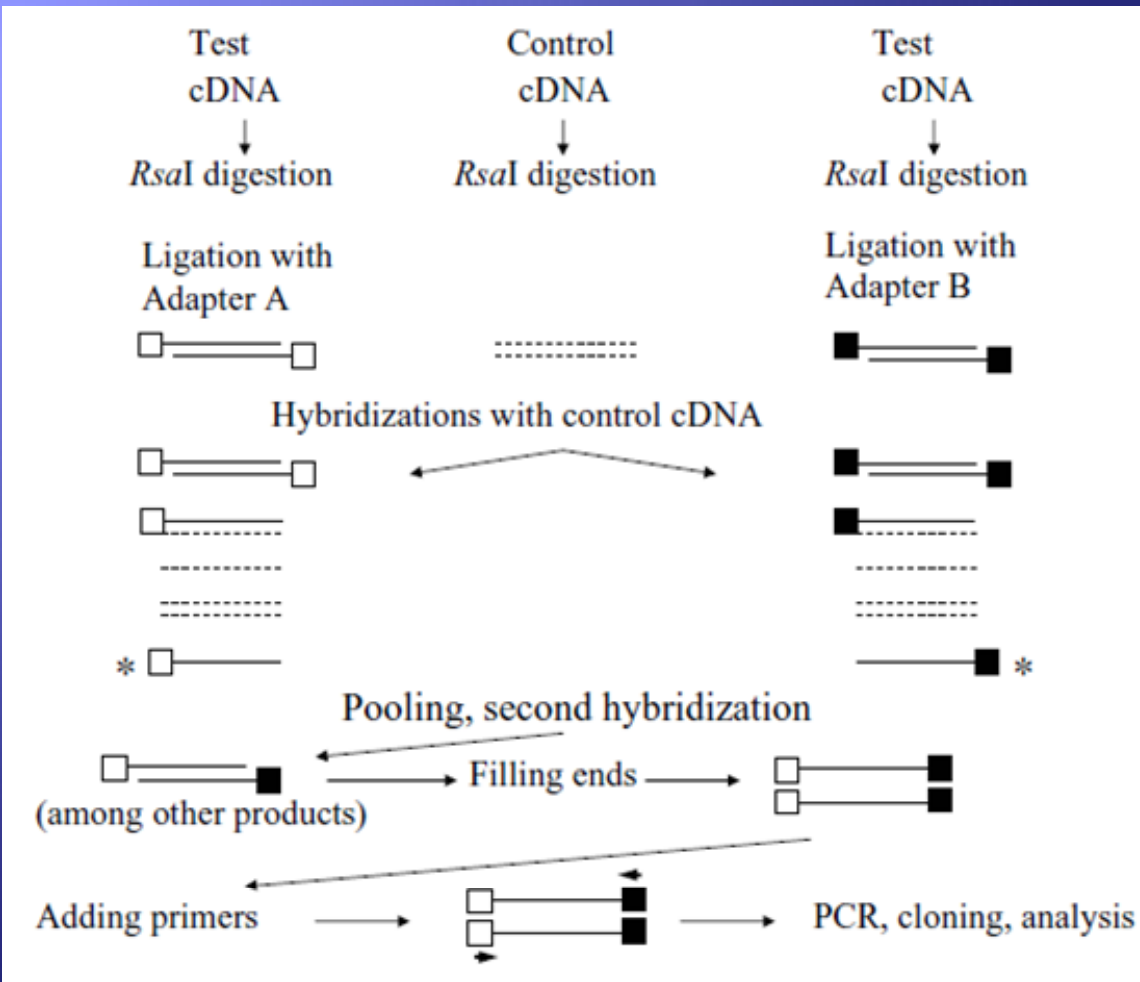 Test Control Test
cDNA cDNA cDNA
RsaI digestion RsaI digestion RsaI digestion
Ligation with
Adapter A
Ligation with
Adapter B
Hybridizations with control cDNA
* *
Pooling, second hybridization
Filling ends
(among other products)
Adding primers PCR, cloning, analysis